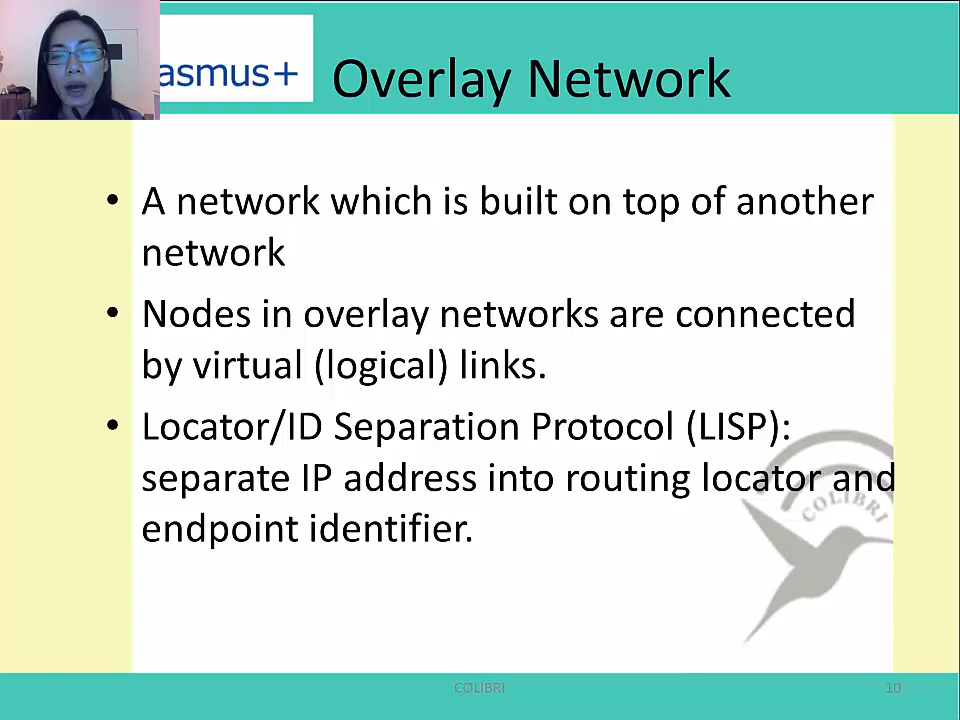 asmus+
Overlay Network
• A network which is built on top of another
network
• Nodes in overlay networks are connected
by virtual (logical) links.
• Locator/ID Separation Protocol (LISP):
separate IP address into routing locator and
endpoint identifier.
COLIBRI
COLIBRI
10